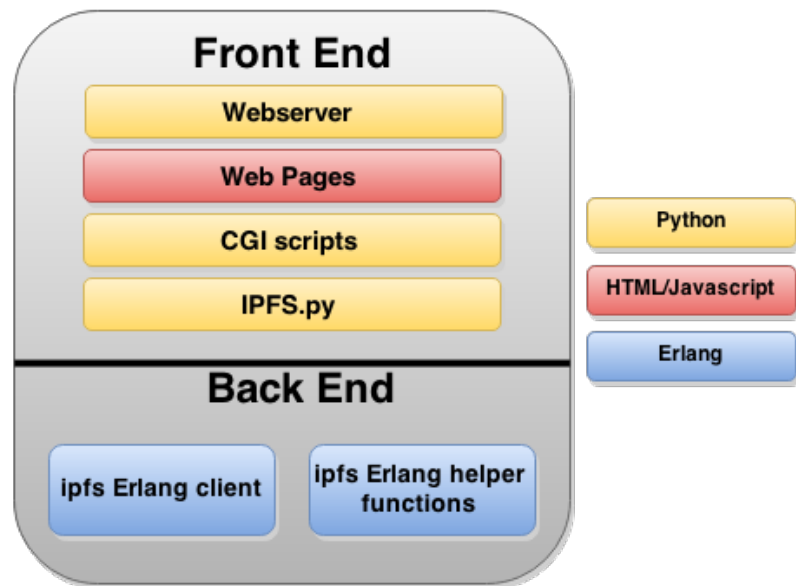 Front End
Webserver
Web Pages
CGI scripts
IPFS.py
Back End
ipfs Erlang client
ipfs Erlang helper
functions
Python
HTML/Javascript
Erlang